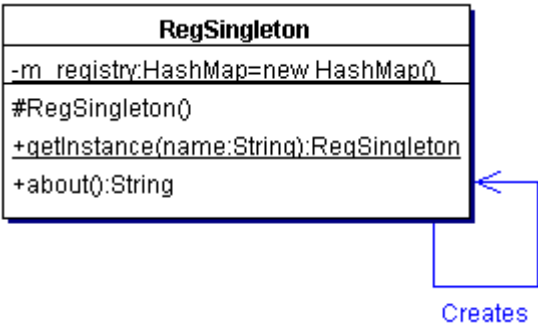 RegSingleton
-m_registry:HashMap=new HashMap()
#RegSingleton()
+getInstance(name:String):RegSingleton
+about():String
Creates